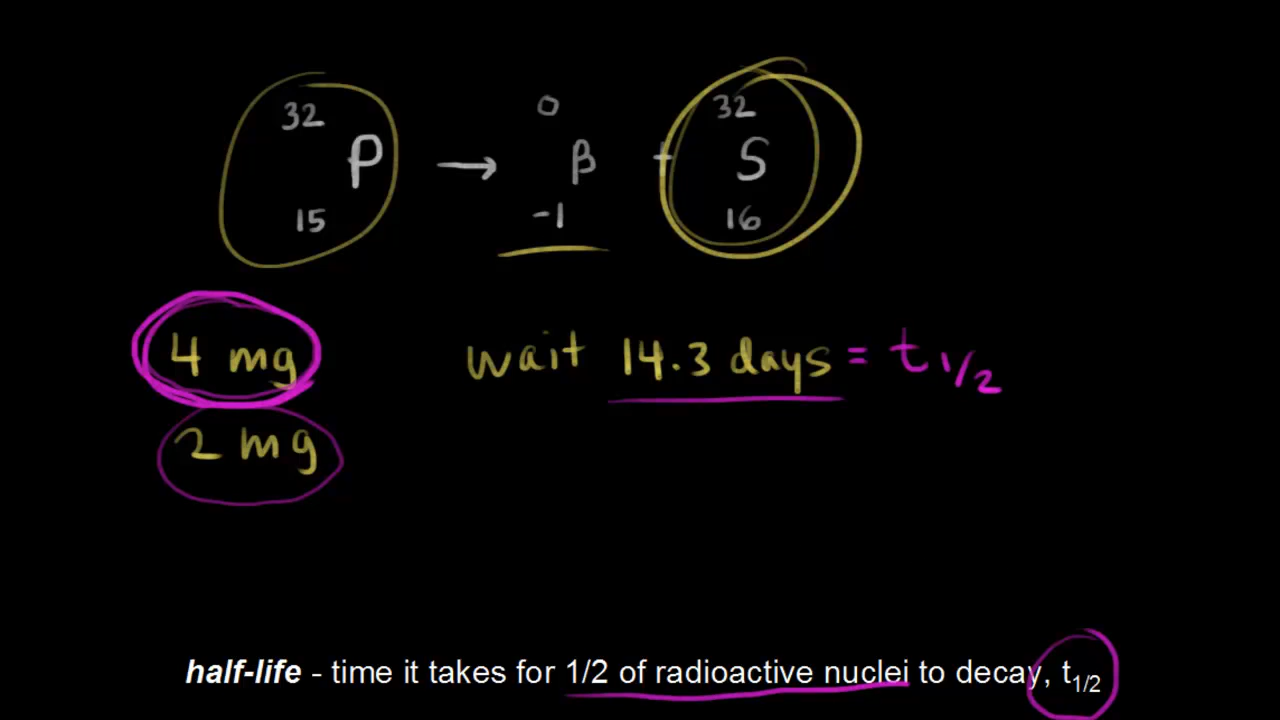 32 0 32
P → β + S
15 -1 16
4 mg wait 14.3 days = t 1/2
2 mg
half-life - time it takes for 1/2 of radioactive nuclei to decay, t1/2